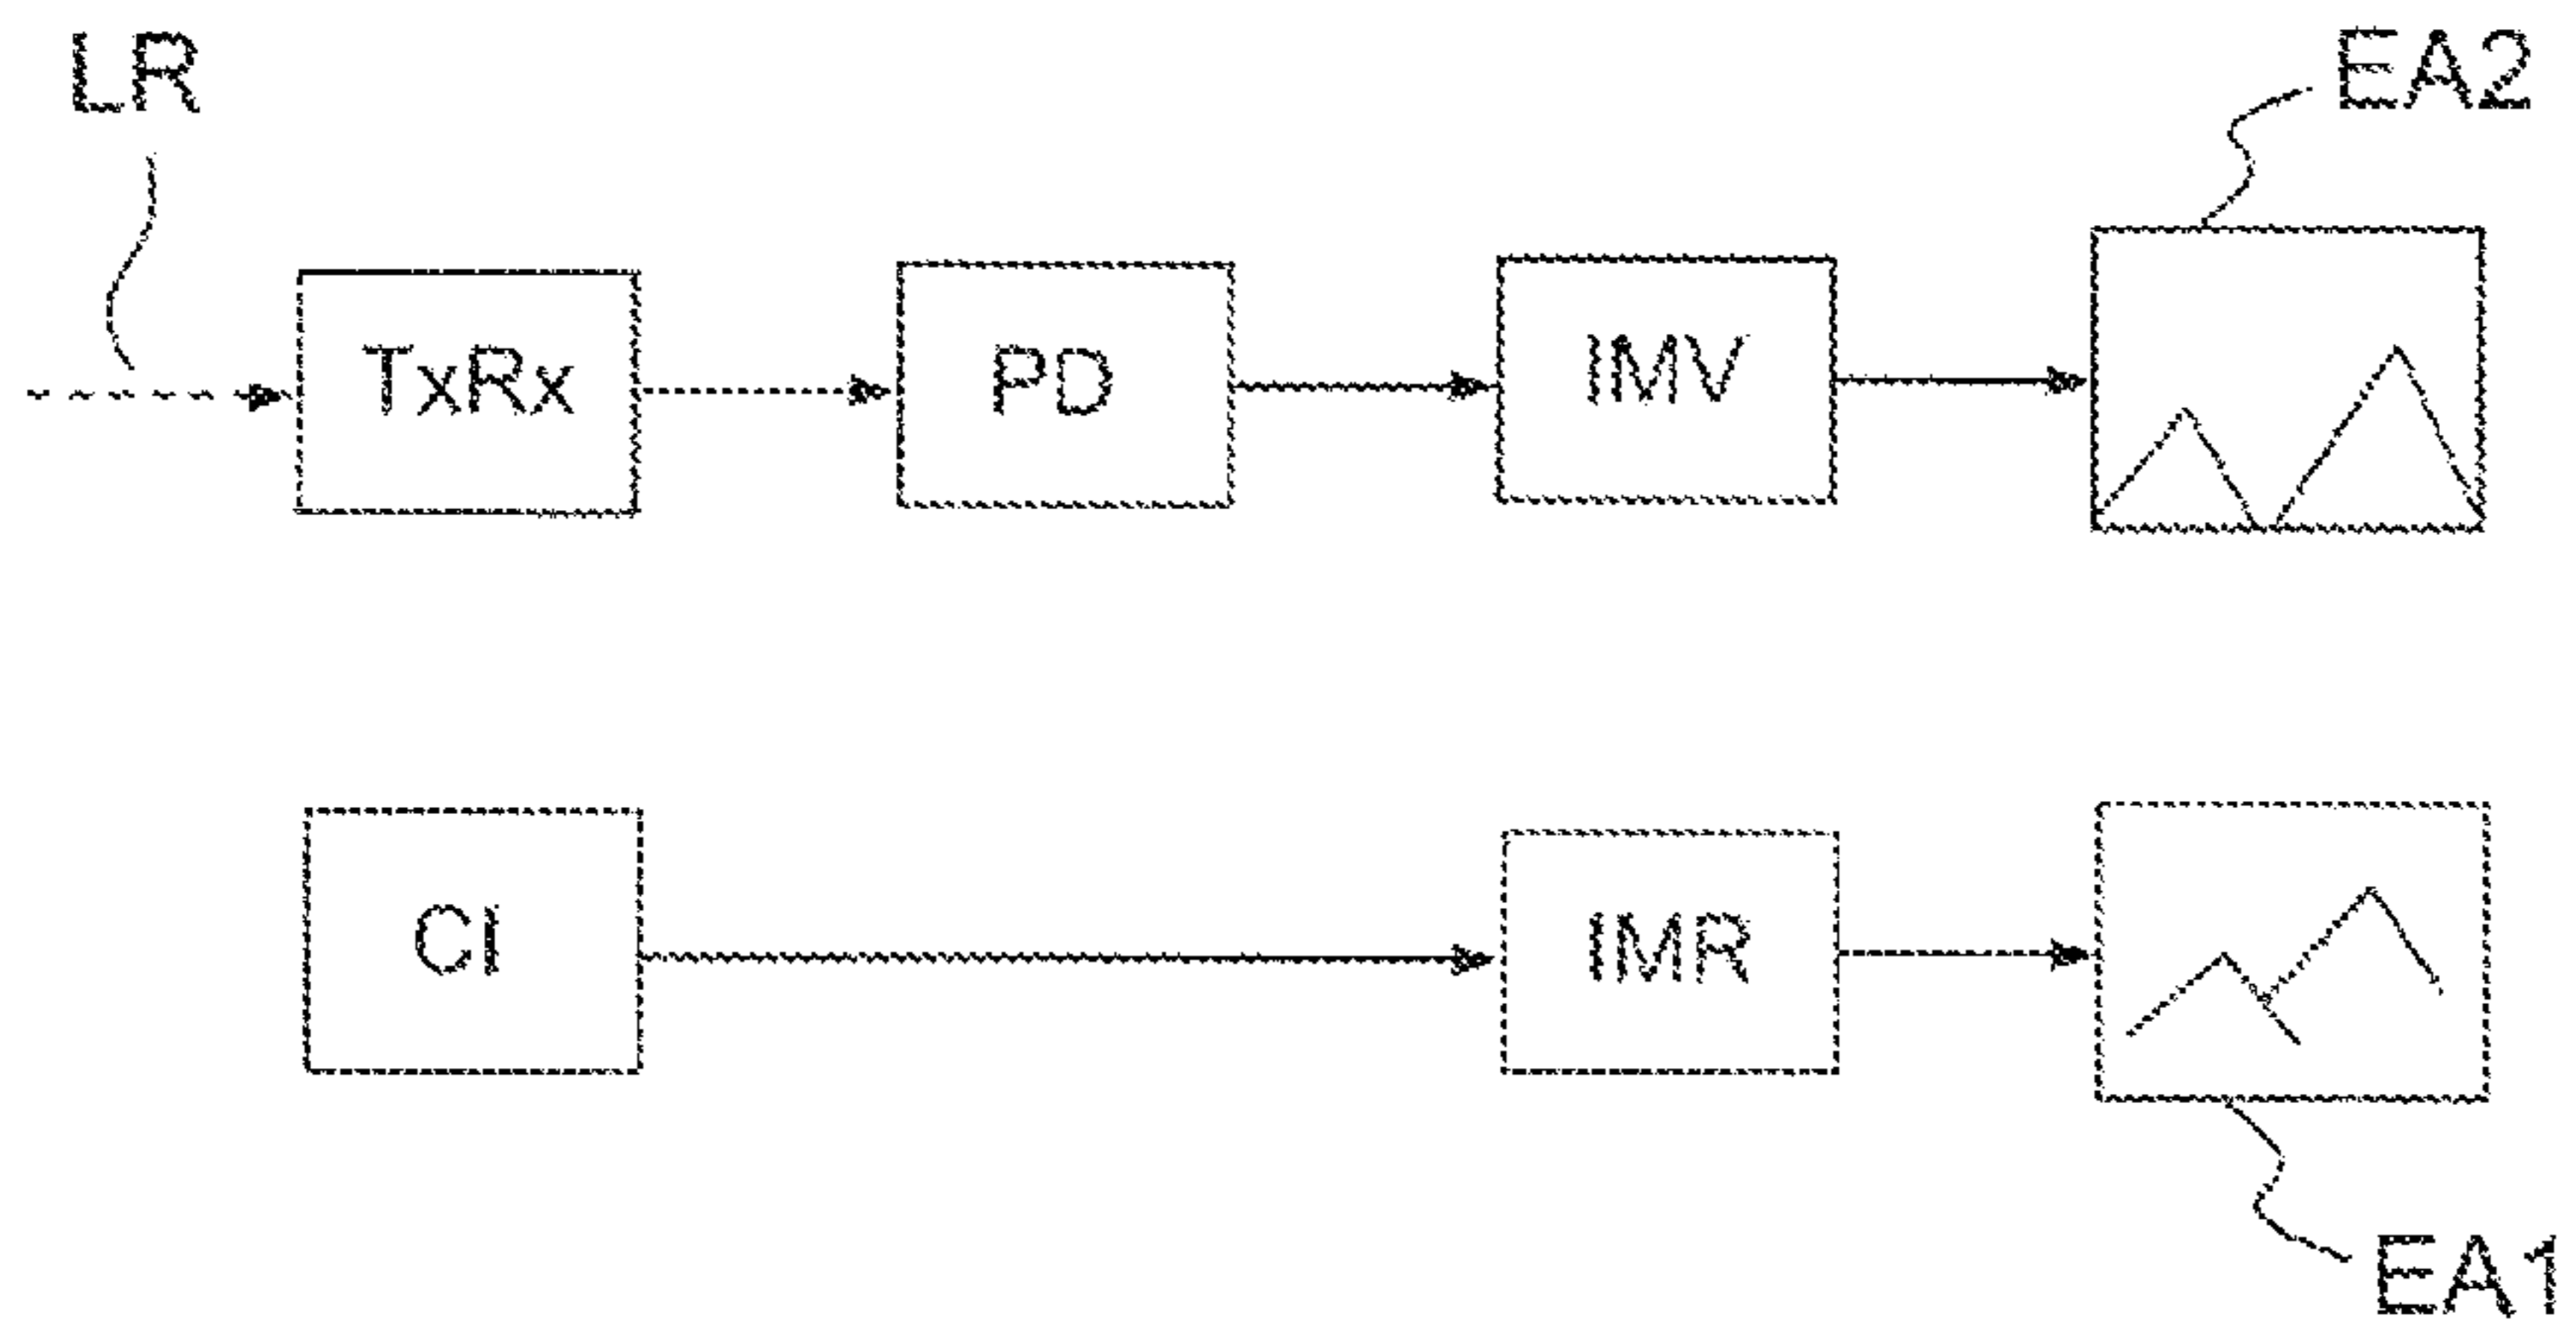 LR
EA2
TxRx
PD
IMV
CI
IMR
EA1